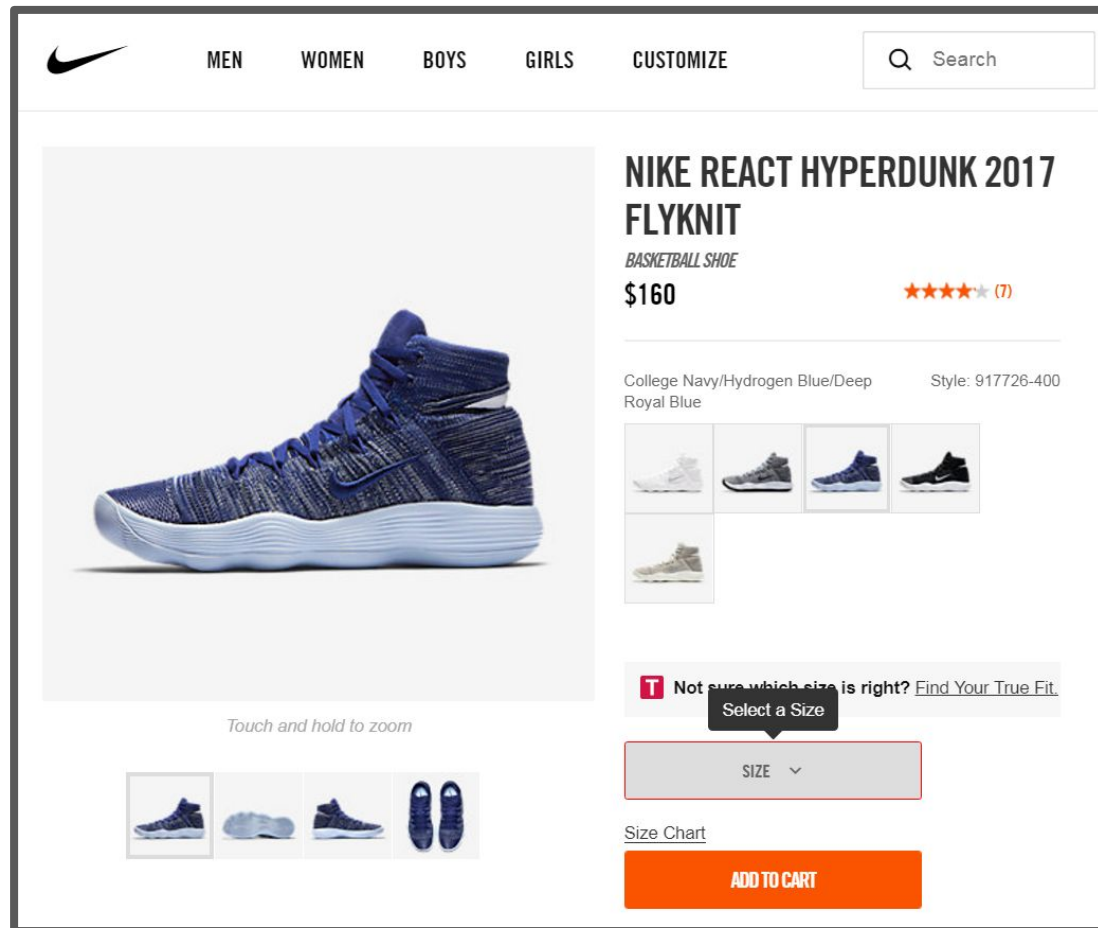 MEN WOMEN BOYS GIRLS CUSTOMIZE Search
NIKE REACT HYPERDUNK 2017
FLYKNIT
BASKETBALL SHOE
$160 (7)
College Navy/Hydrogen Blue/Deep Style: 917726-400
Royal Blue
T Not sure which size is right? Find Your True Fit.
Select a Size
Touch and hold to zoom
SIZE
Size Chart
ADD TO CART